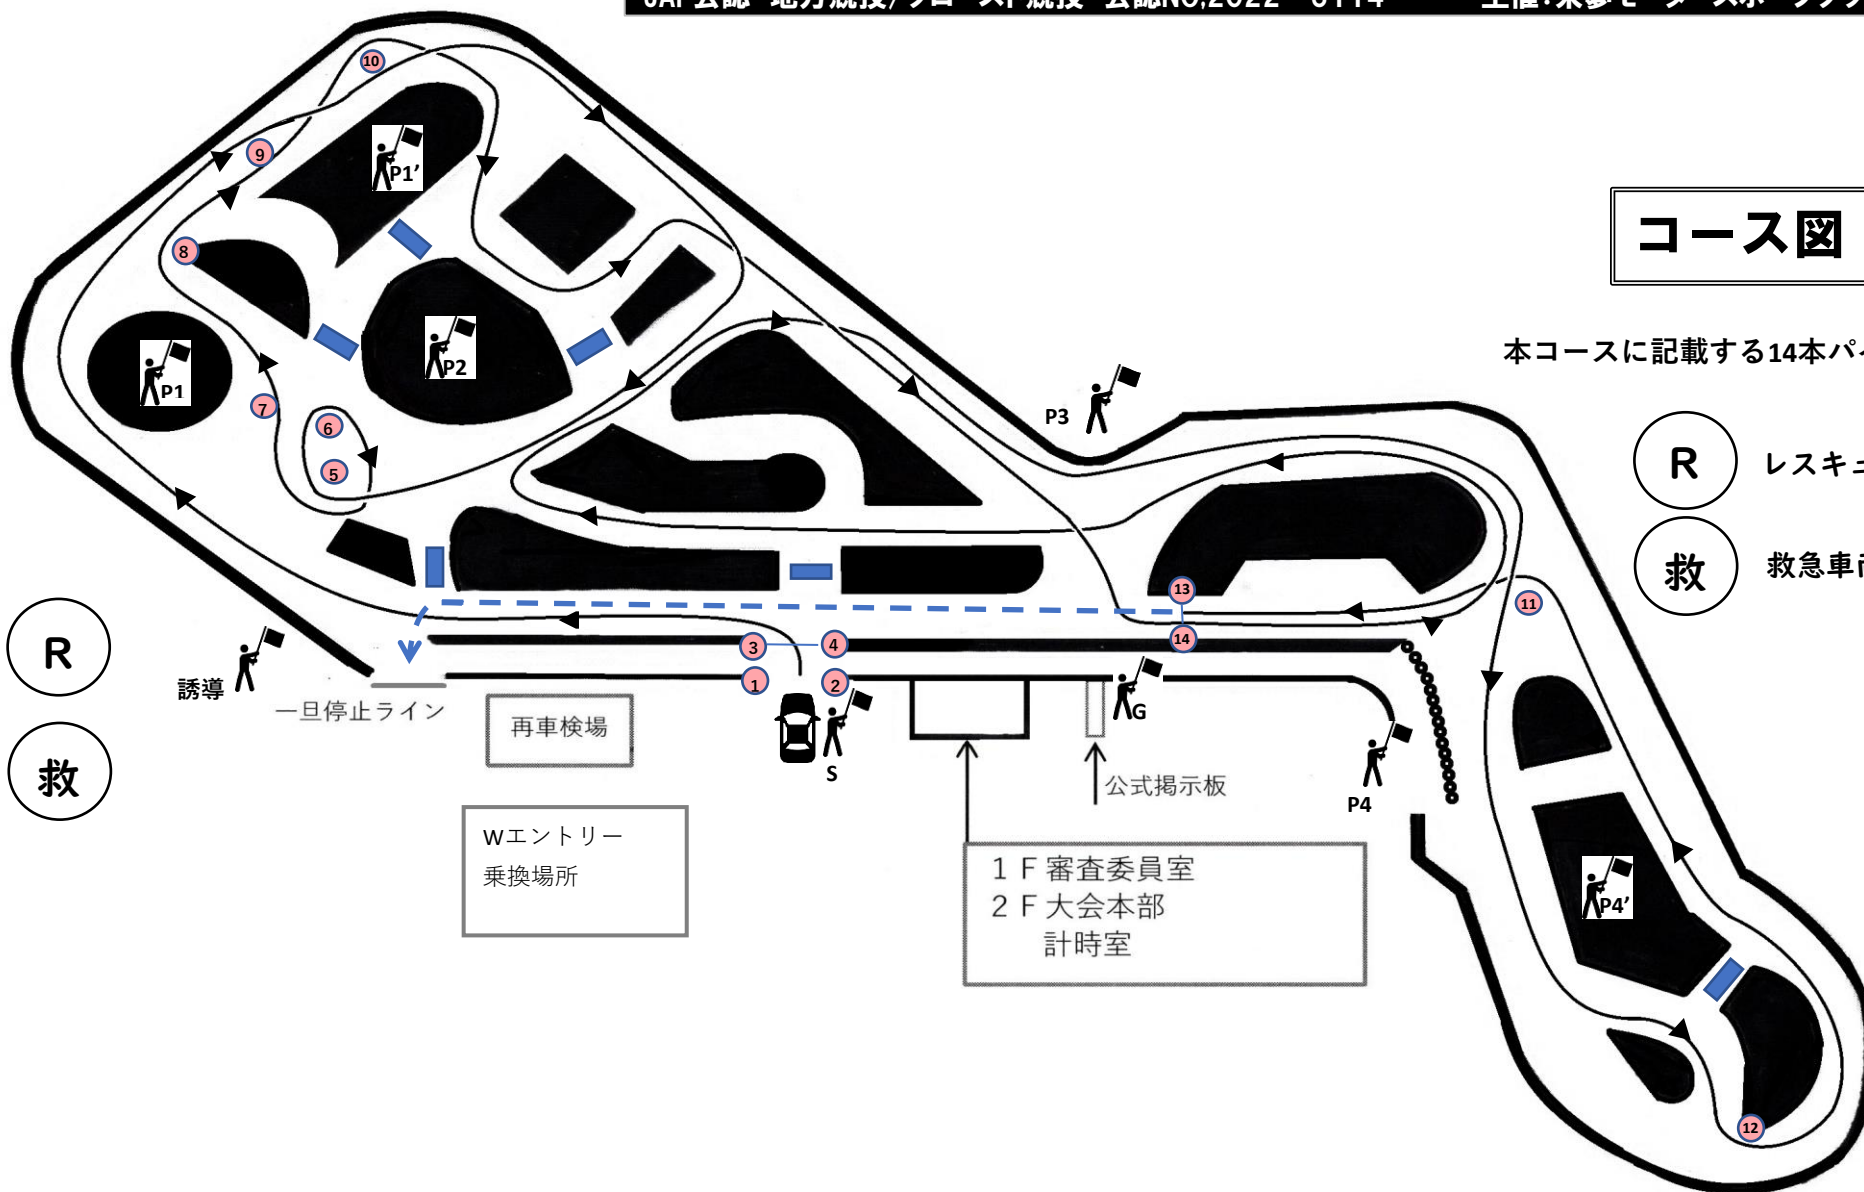 コース図
本コースに記載する14本パ
R
レスキュ
救
救急車両
10
9
P1’
8
P2
P1
7
6
5
P3
11
13
14
R
誘導
一旦停止ライン
3
4
1
2
再車検場
S
G
公式掲示板
P4
救
Wエントリー
乗換場所
1F審査委員室
2F大会本部
計時室
P4’
12